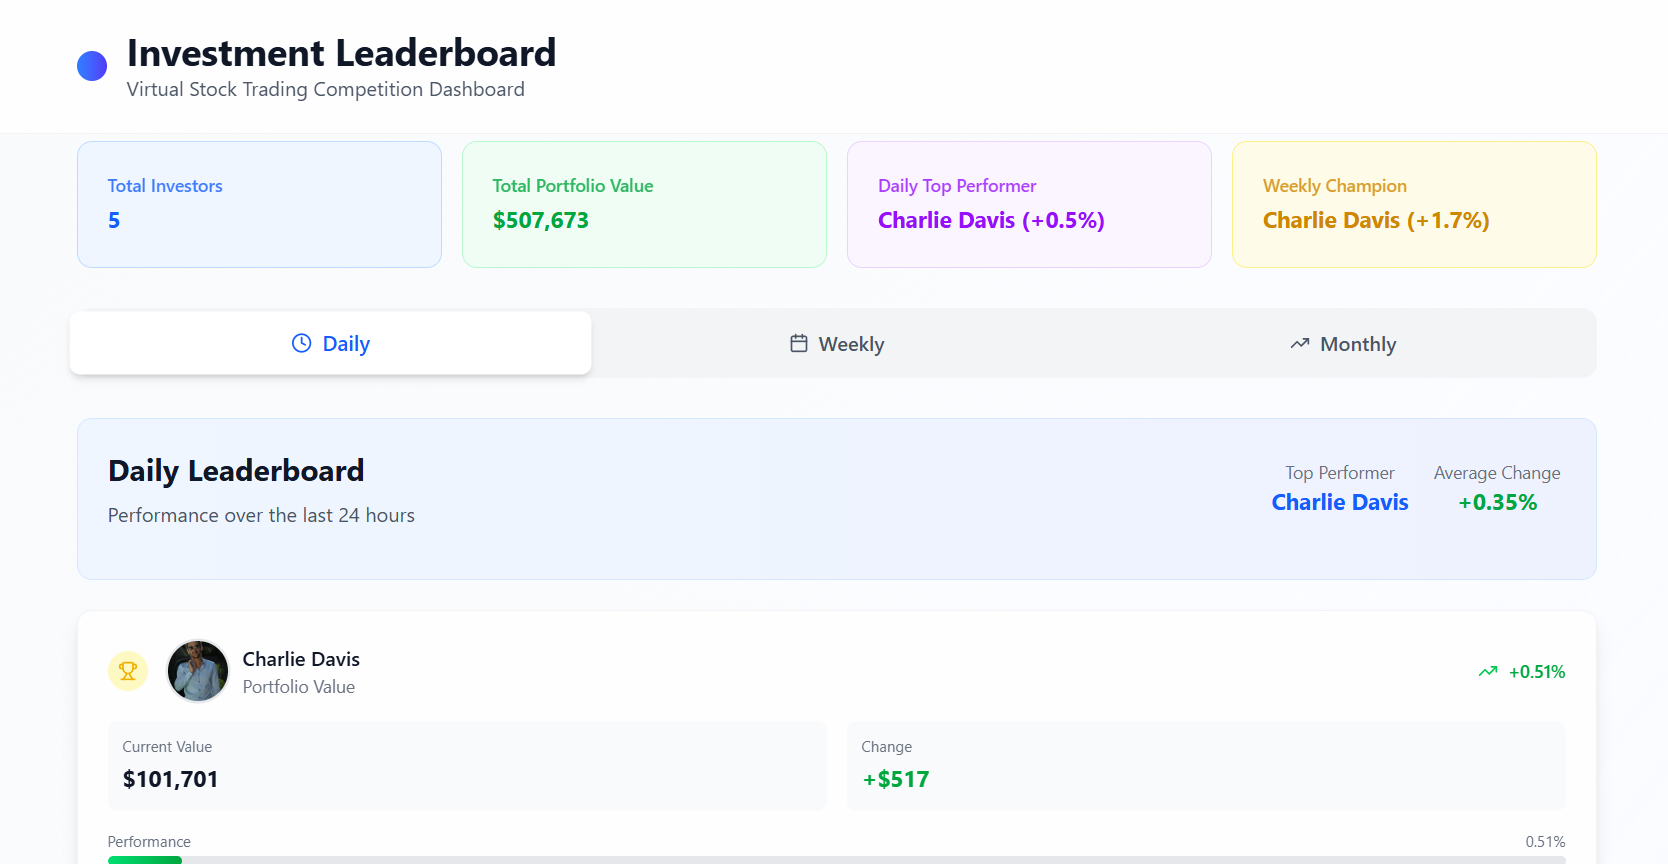 Investment Leaderboard
Virtual Stock Trading Competition Dashboard
Total Investors
5
Total Portfolio Value
$507,673
Daily Top Performer
Charlie Davis (+0.5%)
Weekly Champion
Charlie Davis (+1.7%)
Daily
Weekly
Monthly
Daily Leaderboard
Performance over the last 24 hours
Top Performer
Charlie Davis
Average Change
+0.35%
Charlie Davis
Portfolio Value
+0.51%
Current Value
$101,701
Change
+$517
Performance
0.51%